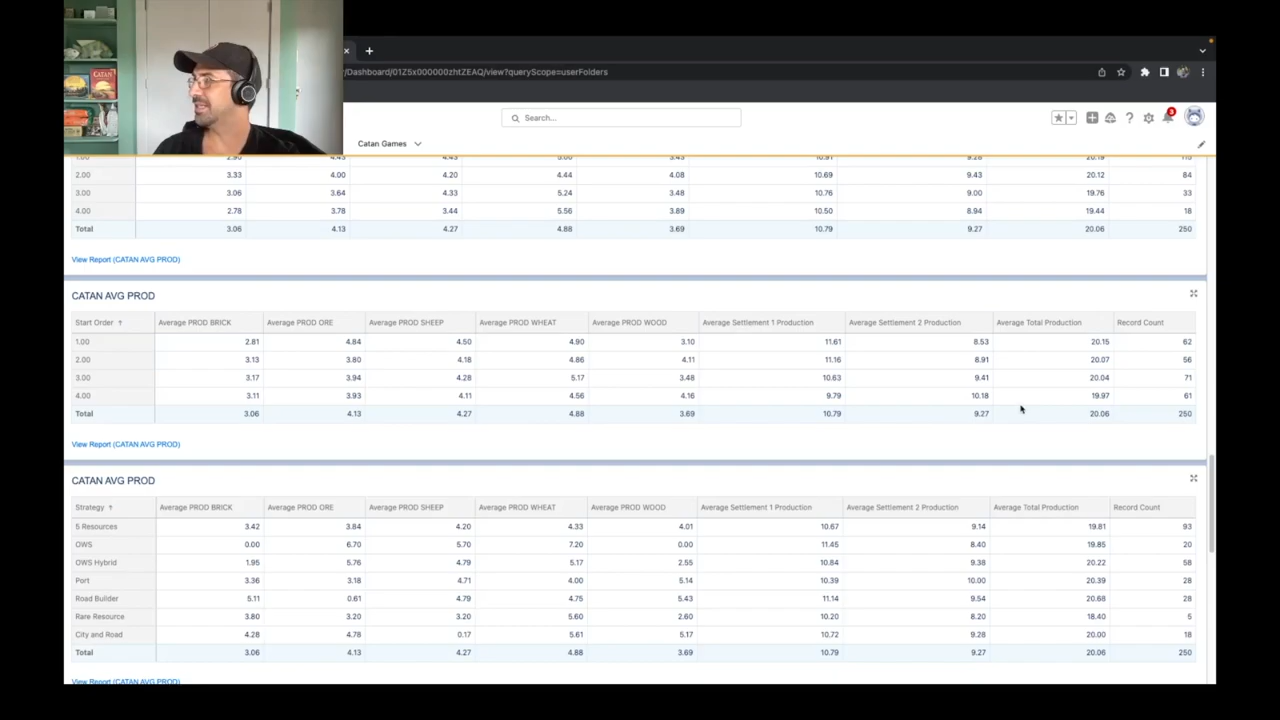 CATAN
/Dashboard/01Z5x000000zhtZEAQ/view?queryScope=userFolders
Search...
3
Catan Games
2.00 3.33 4.00 4.20 4.44 4.08 10.69 9.43 20.12 84
3.00 3.06 3.64 4.33 5.24 3.48 10.76 9.00 19.76 33
4.00 2.78 3.78 3.44 5.56 3.89 10.50 8.94 19.44 18
Total 3.06 4.13 4.27 4.88 3.69 10.79 9.27 20.06 250
View Report (CATAN AVG PROD)
CATAN AVG PROD
Start Order ↑ Average PROD BRICK Average PROD ORE Average PROD SHEEP Average PROD WHEAT Average PROD WOOD Average Settlement 1 Production Average Settlement 2 Production Average Total Production Record Count
1.00 2.81 4.84 4.50 4.90 3.10 11.61 8.53 20.15 62
2.00 3.13 3.80 4.18 4.86 4.11 11.16 8.91 20.07 56
3.00 3.17 3.94 4.28 5.17 3.48 10.63 9.41 20.04 71
4.00 3.11 3.93 4.11 4.56 4.16 9.79 10.18 19.97 61
Total 3.06 4.13 4.27 4.88 3.69 10.79 9.27 20.06 250
View Report (CATAN AVG PROD)
CATAN AVG PROD
Strategy ↑ Average PROD BRICK Average PROD ORE Average PROD SHEEP Average PROD WHEAT Average PROD WOOD Average Settlement 1 Production Average Settlement 2 Production Average Total Production Record Count
5 Resources 3.42 3.84 4.20 4.33 4.01 10.67 9.14 19.81 93
OWS 0.00 6.70 5.70 7.20 0.00 11.45 8.40 19.85 20
OWS Hybrid 1.95 5.76 4.79 5.17 2.55 10.84 9.38 20.22 58
Port 3.36 3.18 4.71 4.00 5.14 10.39 10.00 20.39 28
Road Builder 5.11 0.61 4.79 4.75 5.43 11.14 9.54 20.68 28
Rare Resource 3.80 3.20 3.20 5.60 2.60 10.20 8.20 18.40 5
City and Road 4.28 4.78 0.17 5.61 5.17 10.72 9.28 20.00 18
Total 3.06 4.13 4.27 4.88 3.69 10.79 9.27 20.06 250
View Report (CATAN AVG PROD)